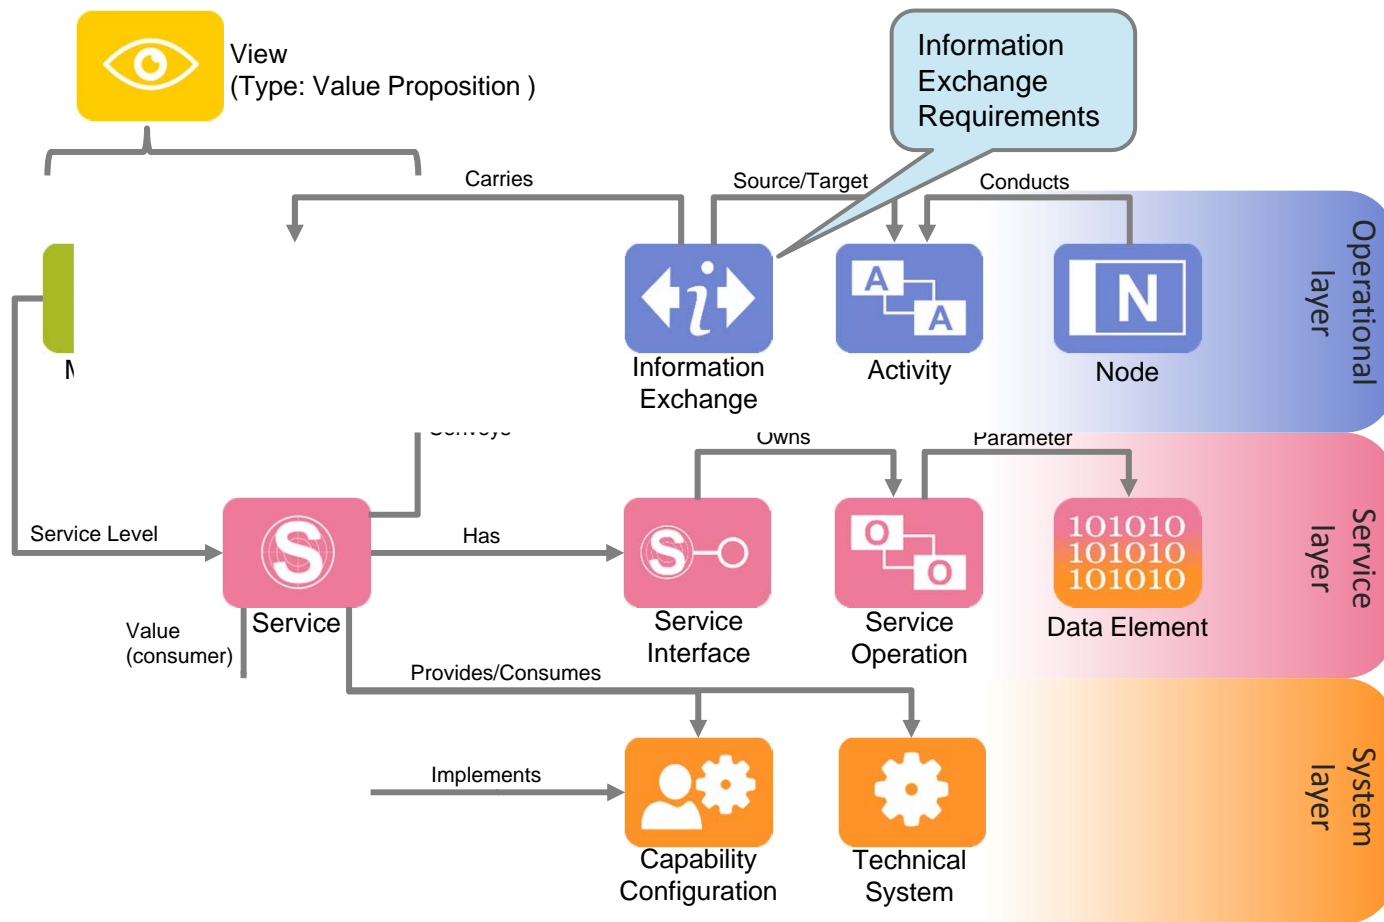 View
(Type: Value Proposition )
Information
Exchange
Requirements
Carries
Source/Target
Conducts
Operational
layer
i
A
A
N
Information
Exchange
Activity
Node
Conveys
Owns
Parameter
Service Level
Has
S
S
O
O
101010
101010
101010
Service
layer
Value
(consumer)
Service
Service
Interface
Service
Operation
Data Element
Provides/Consumes
System
layer
Implements
Capability
Configuration
Technical
System